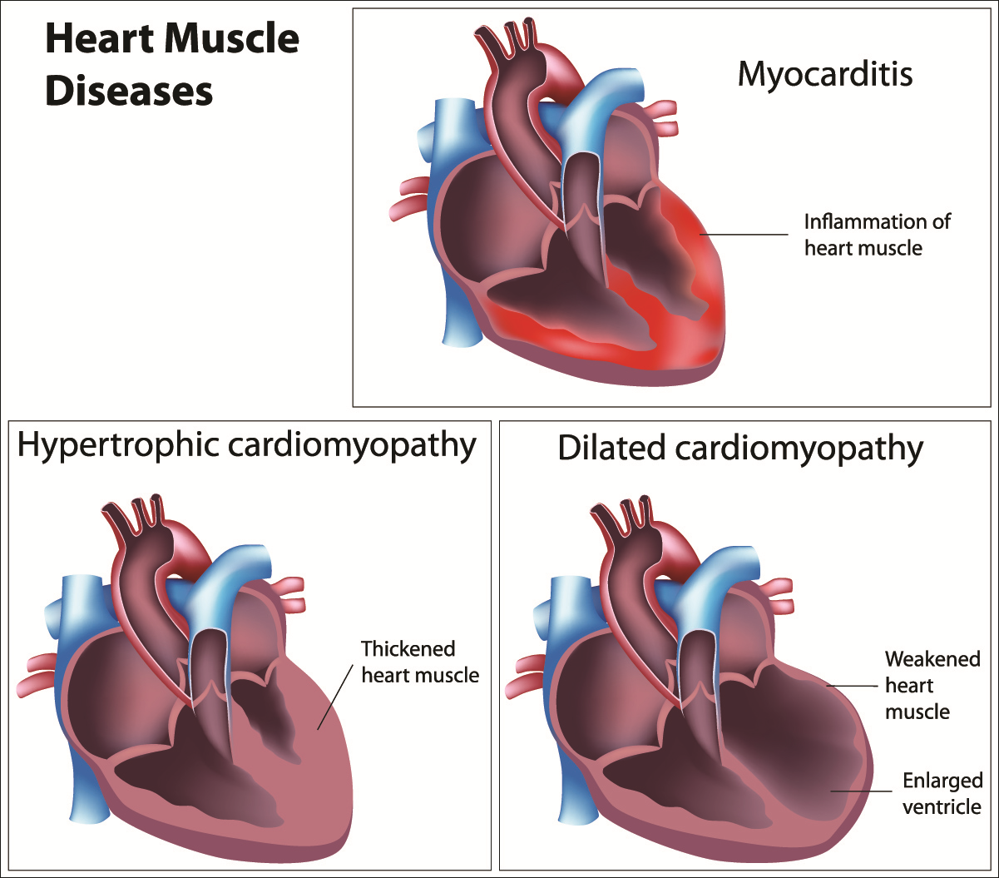 Heart Muscle
Diseases
Myocarditis
Inflammation of
heart muscle
Hypertrophic cardiomyopathy
Thickened
heart muscle
Dilated cardiomyopathy
Weakened
heart
muscle
Enlarged
ventricle